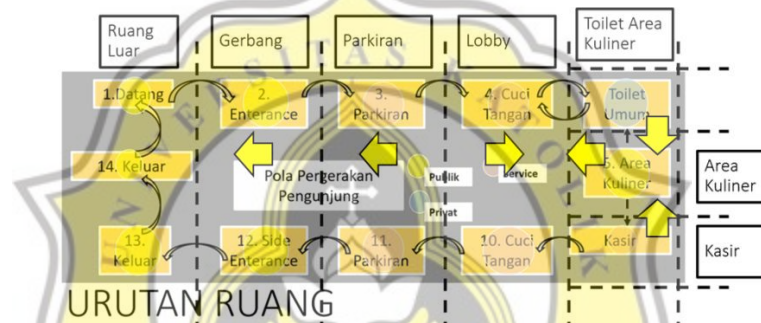 Ruang
Luar
Gerbang
Parkiran
Lobby
Toilet Area
Kuliner
1.Datang
2.
Enterance
3.
Parkiran
4. Cuci
Tangan
Toilet
Umum
14. Keluar
Pola Pergerakan
Pengunjung
Publik
Service
Privat
5. Area
Kuliner
Area
Kuliner
13.
Keluar
12. Side
Enterance
11.
Parkiran
10. Cuci
Tangan
Kasir
Kasir
URUTAN RUANG